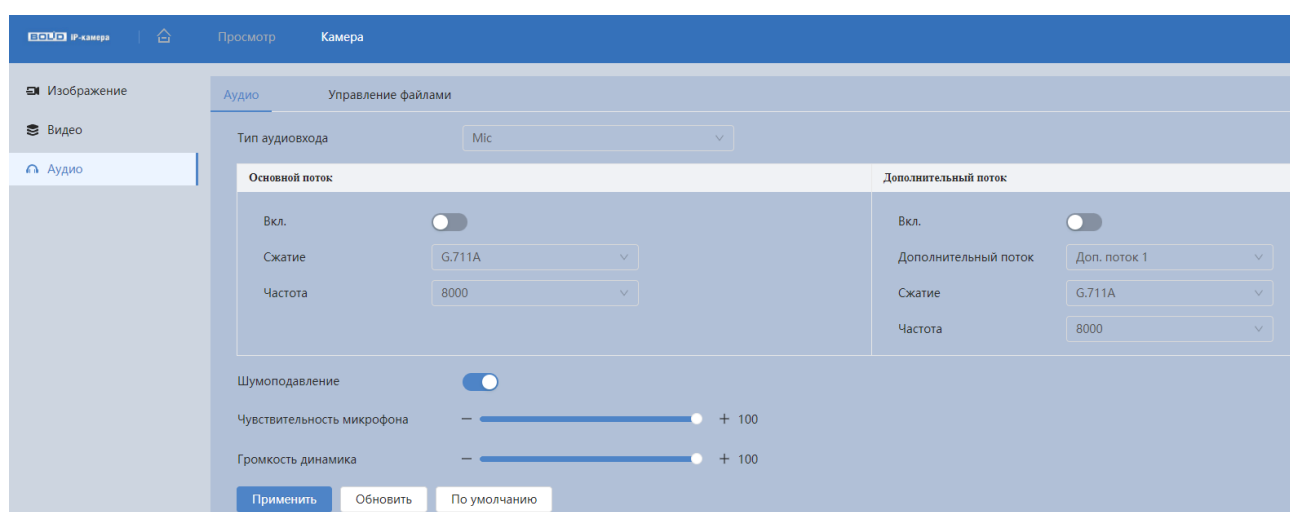 BOLID IP-камера Просмотр Камера
Изображение
Видео
Аудио
Аудио Управление файлами
Тип аудиовхода Mic
Основной поток Дополнительный поток
Вкл. Вкл.
Сжатие G.711A Дополнительный поток Доп. поток 1
Частота 8000 Сжатие G.711A
Частота 8000
Шумоподавление
Чувствительность микрофона − + 100
Громкость динамика − + 100
Применить Обновить По умолчанию